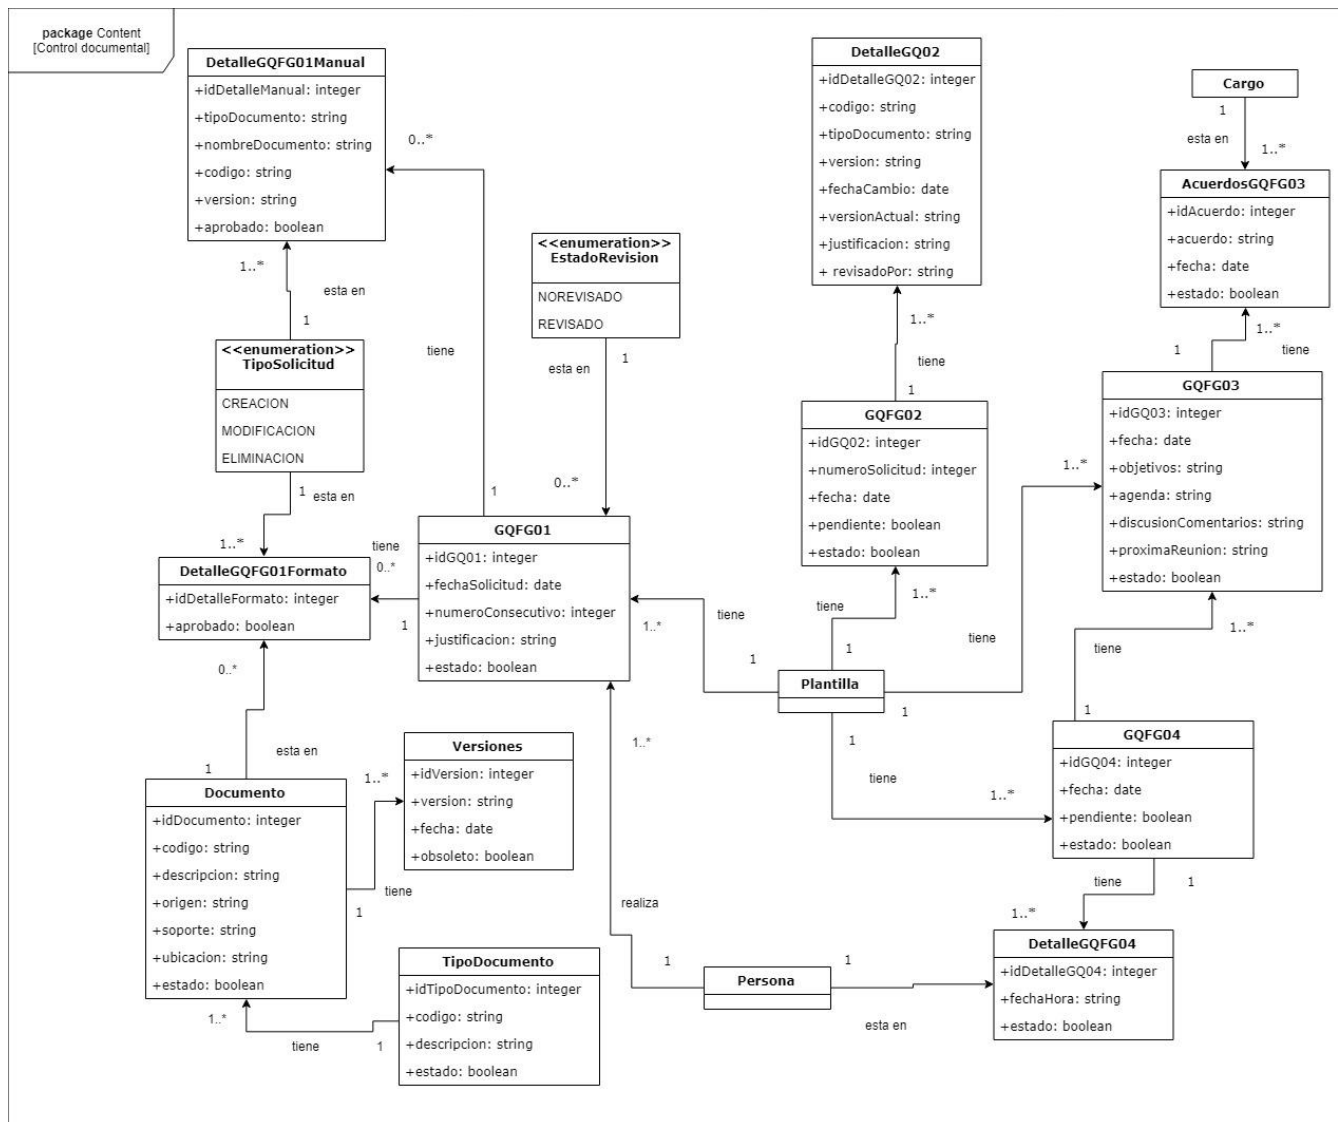 package Content
[Control documental]
DetalleGQFG01Manual
+idDetalleManual: integer
+tipoDocumento: string
+nombreDocumento: string
+codigo: string
+version: string
+aprobado: boolean
0..*
1..*
esta en
1
tiene
<<enumeration>>
TipoSolicitud
CREACION
MODIFICACION
ELIMINACION
1
esta en
1..*
<<enumeration>>
EstadoRevision
NOREVISADO
REVISADO
esta en
1
0..*
1
DetalleGQFG01Formato
+idDetalleFormato: integer
+aprobado: boolean
tiene
0..*
1
GQFG01
+idGQ01: integer
+fechaSolicitud: date
+numeroConsecutivo: integer
+justificacion: string
+estado: boolean
1..*
tiene
1
0..*
esta en
1
1..*
realiza
1
DetalleGQ02
+idDetalleGQ02: integer
+codigo: string
+tipoDocumento: string
+version: string
+fechaCambio: date
+versionActual: string
+justificacion: string
+ revisadoPor: string
1..*
tiene
1
GQFG02
+idGQ02: integer
+numeroSolicitud: integer
+fecha: date
+pendiente: boolean
+estado: boolean
1..*
tiene
1
Plantilla
1
tiene
1..*
1
tiene
1..*
Cargo
1
esta en
1..*
AcuerdosGQFG03
+idAcuerdo: integer
+acuerdo: string
+fecha: date
+estado: boolean
1..*
1
tiene
GQFG03
+idGQ03: integer
+fecha: date
+objetivos: string
+agenda: string
+discusionComentarios: string
+proximaReunion: string
+estado: boolean
1..*
tiene
1
GQFG04
+idGQ04: integer
+fecha: date
+pendiente: boolean
+estado: boolean
tiene
1
1..*
DetalleGQFG04
+idDetalleGQ04: integer
+fechaHora: string
+estado: boolean
Persona
1
esta en
Versiones
+idVersion: integer
+version: string
+fecha: date
+obsoleto: boolean
1..*
tiene
1
Documento
+idDocumento: integer
+codigo: string
+descripcion: string
+origen: string
+soporte: string
+ubicacion: string
+estado: boolean
1..*
tiene
1
TipoDocumento
+idTipoDocumento: integer
+codigo: string
+descripcion: string
+estado: boolean